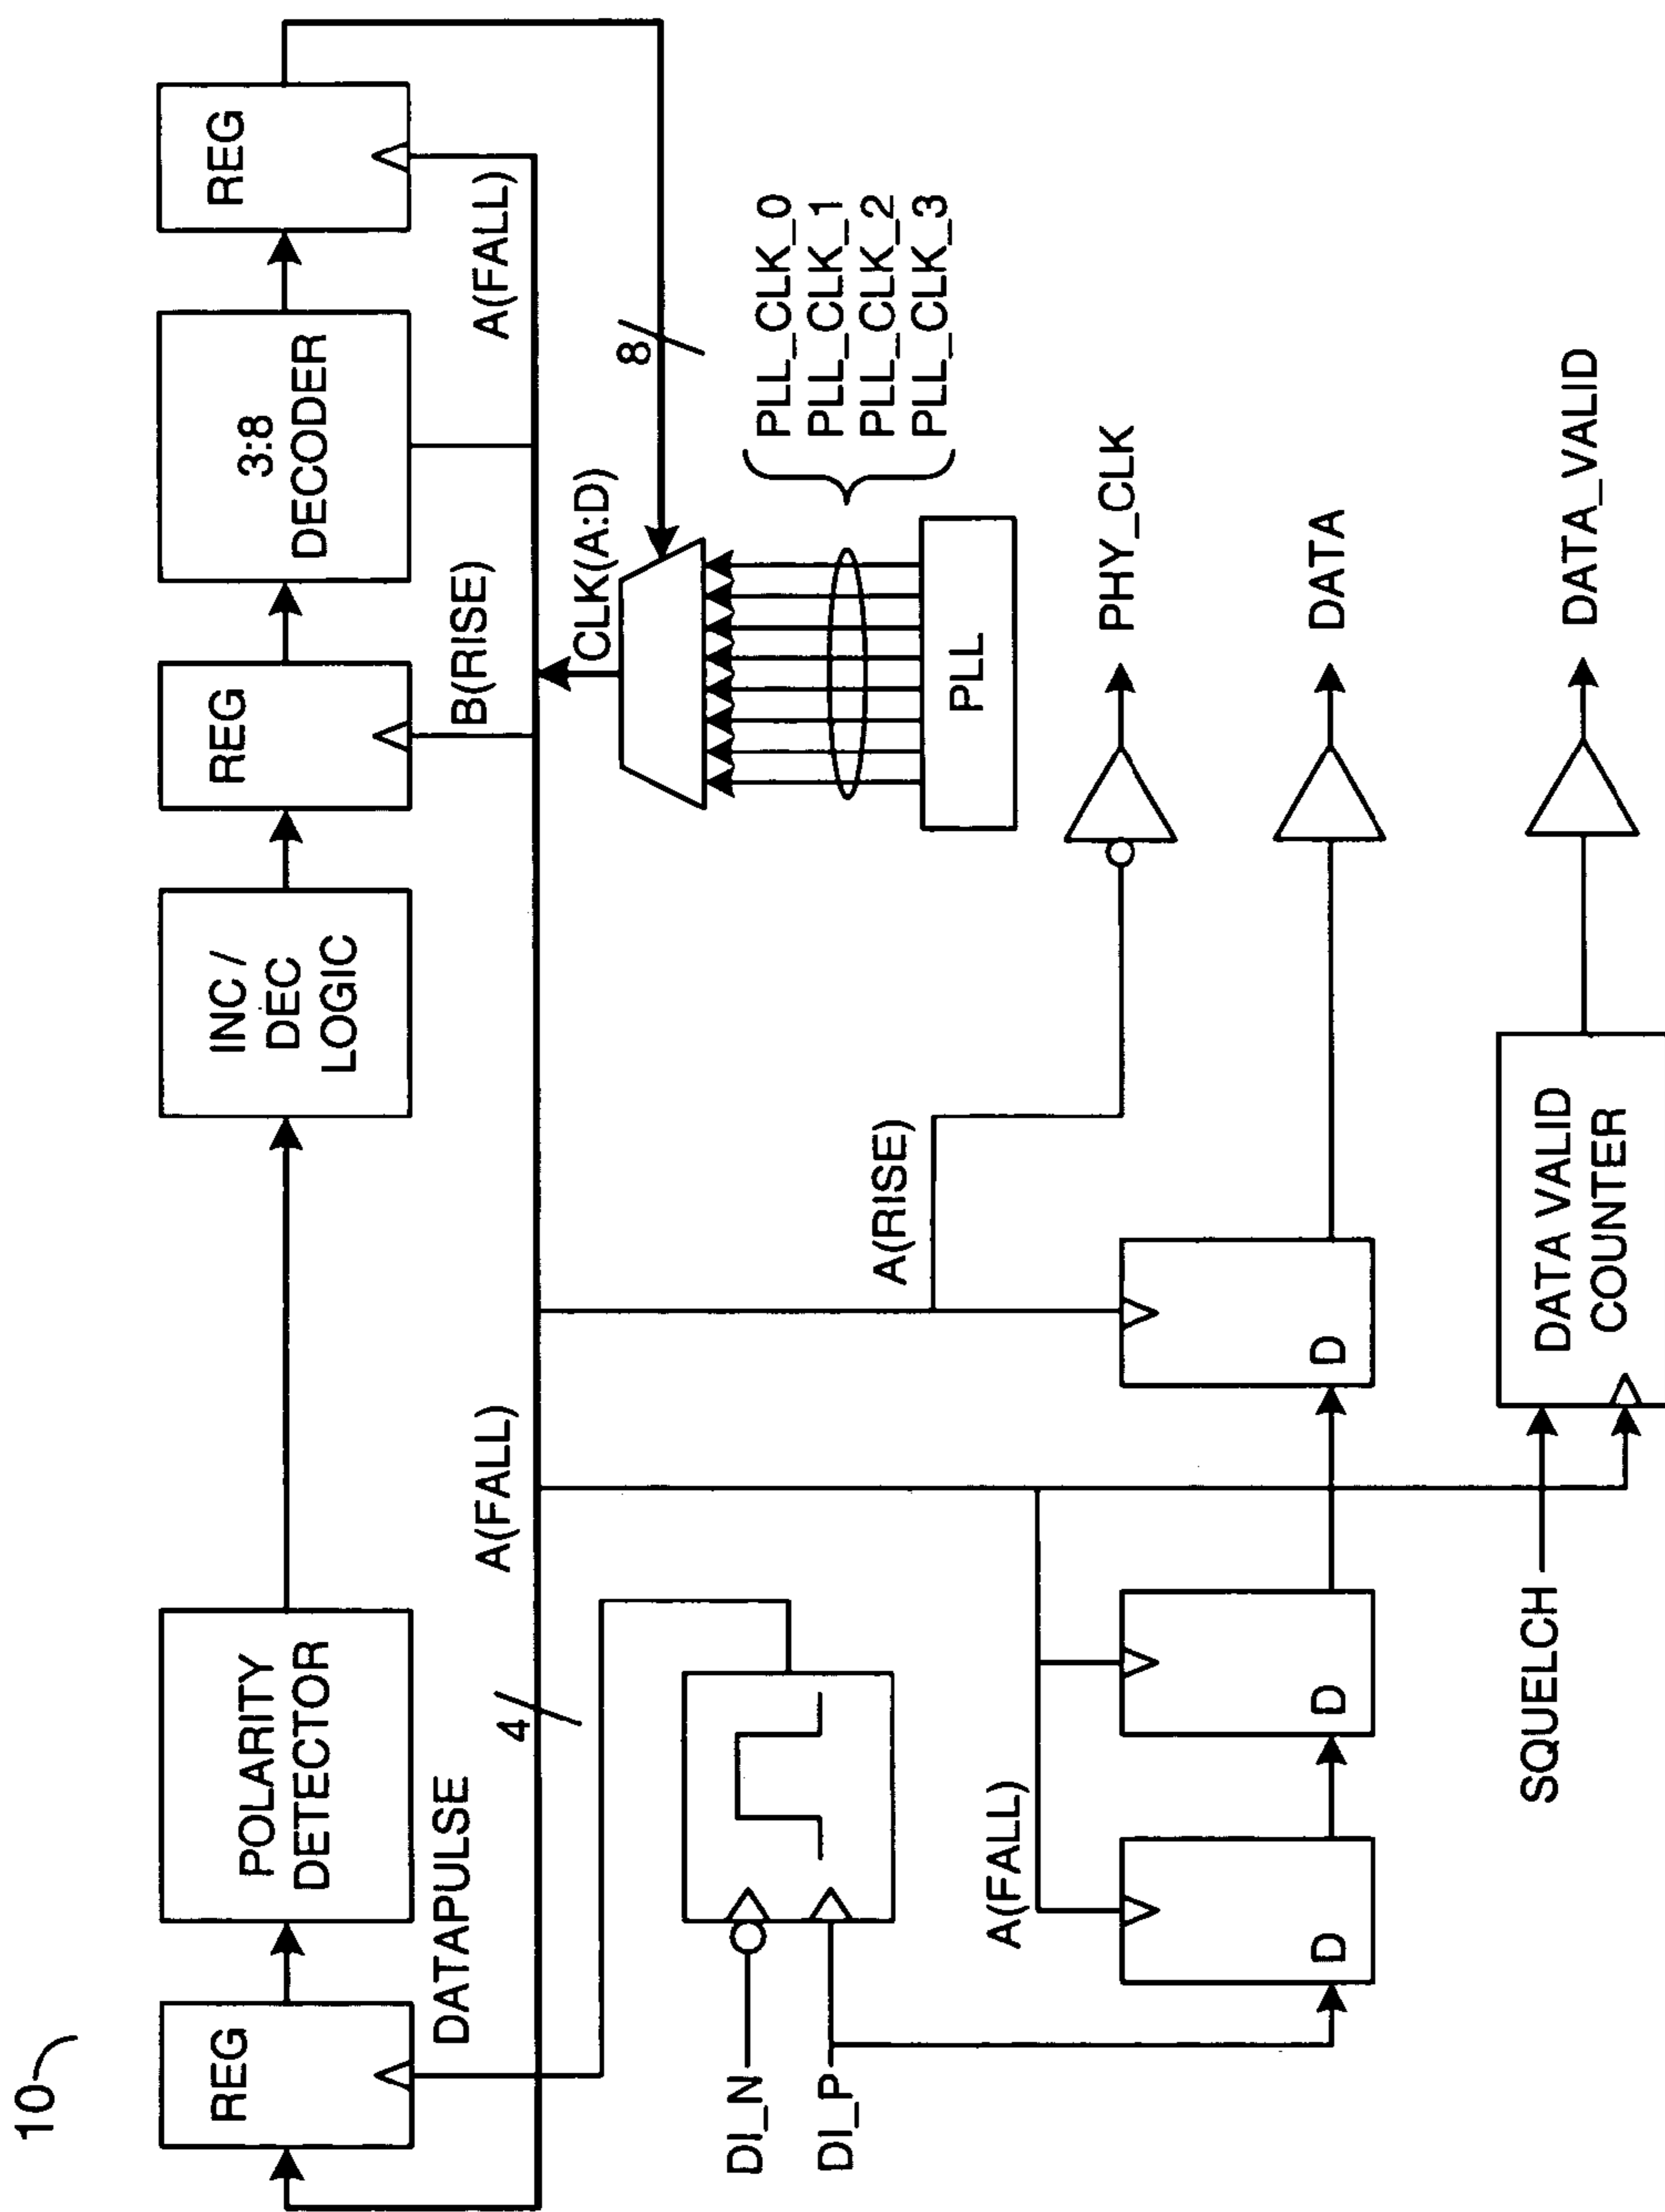 10
REG
POLARITY
DETECTOR
INC /
DEC
LOGIC
REG
3:8
DECODER
REG
DATAPULSE
4
A(FALL)
B(RISE)
A(FALL)
CLK(A:D)
8
PLL
PLL_CLK_0
PLL_CLK_1
PLL_CLK_2
PLL_CLK_3
DI_N
DI_P
A(FALL)
A(RISE)
D
D
D
PHY_CLK
DATA
SQUELCH
DATA VALID
COUNTER
DATA_VALID